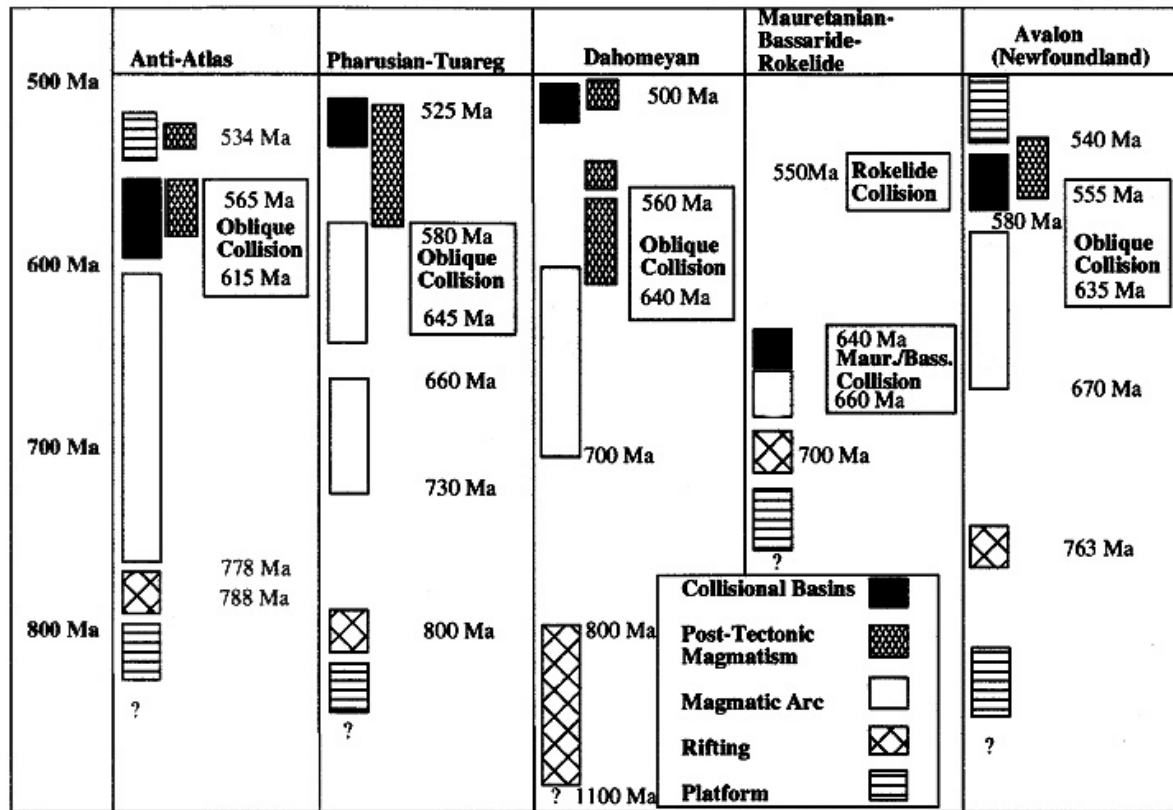 Anti-Atlas
Pharusian-Tuareg
Dahomeyan
Mauretanian-
Bassaride-
Rokelide
Avalon
(Newfoundland)
500 Ma
600 Ma
700 Ma
800 Ma
534 Ma
565 Ma
Oblique
Collision
615 Ma
778 Ma
788 Ma
?
525 Ma
580 Ma
Oblique
Collision
645 Ma
660 Ma
730 Ma
800 Ma
?
500 Ma
560 Ma
Oblique
Collision
640 Ma
700 Ma
800 Ma
? 1100 Ma
550Ma
Rokelide
Collision
640 Ma
Maur./Bass.
Collision
660 Ma
700 Ma
?
540 Ma
555 Ma
580 Ma
Oblique
Collision
635 Ma
670 Ma
763 Ma
?
Collisional Basins
Post-Tectonic
Magmatism
Magmatic Arc
Rifting
Platform